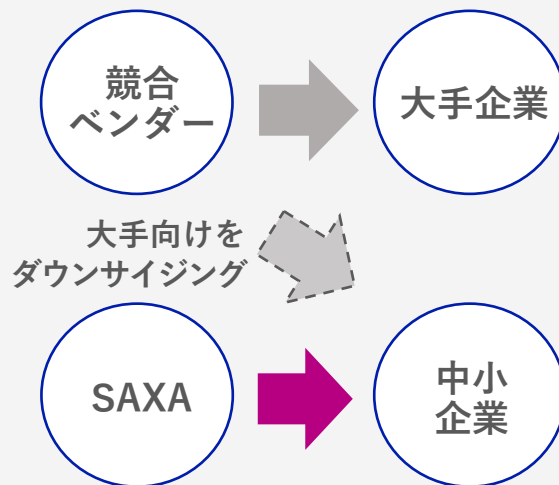 競合
ベンダー
大手企業
大手向けを
ダウンサイジング
SAXA
中小
企業